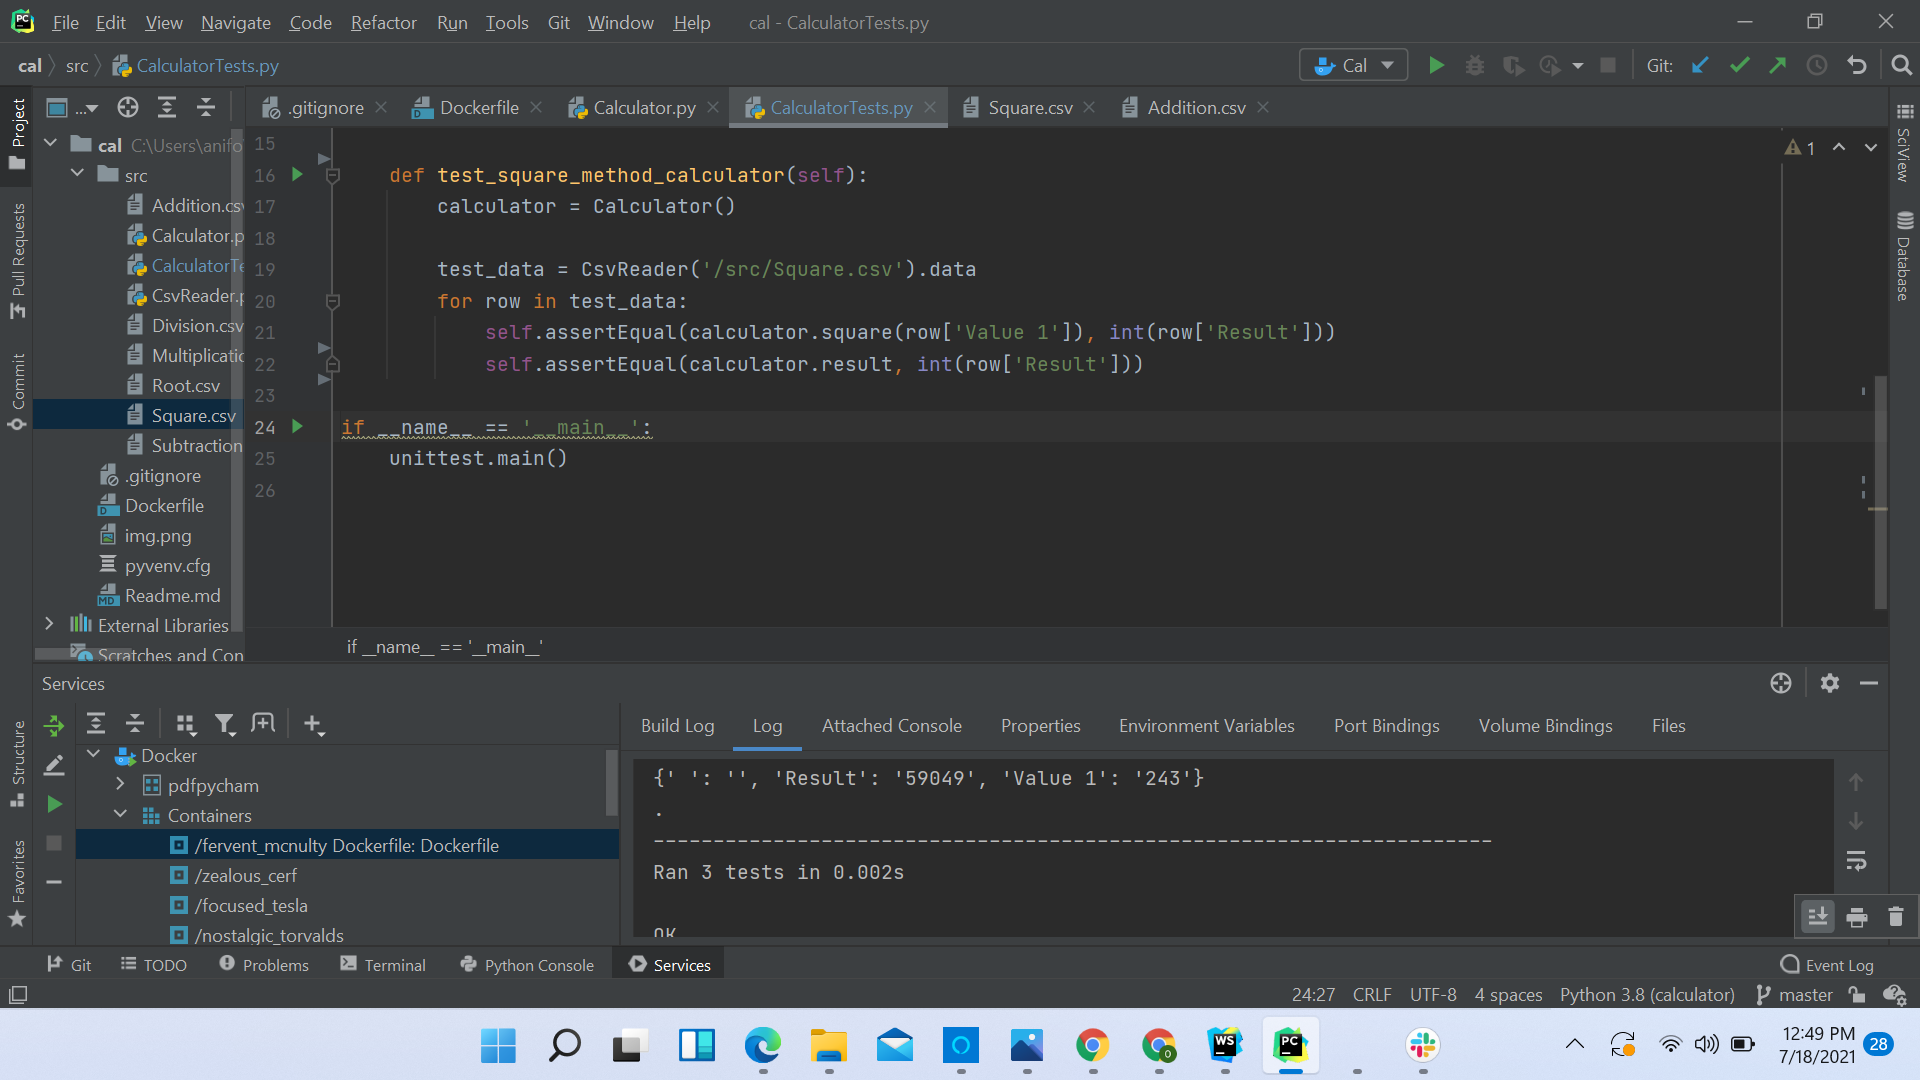 File Edit View Navigate Code Refactor Run Tools Git Window Help cal - CalculatorTests.py
cal src CalculatorTests.py Cal Git:
Project
Pull Requests
Commit
Structure
Favorites
SciView
Database
...
cal C:\Users\anifo
src
Addition.csv
Calculator.p
CalculatorTe
CsvReader.p
Division.csv
Multiplicatio
Root.csv
Square.csv
Subtraction
.gitignore
Dockerfile
img.png
pyvenv.cfg
Readme.md
External Libraries
Scratches and Con
.gitignore Dockerfile Calculator.py CalculatorTests.py Square.csv Addition.csv
1
15
16 def test_square_method_calculator(self):
17 calculator = Calculator()
18
19 test_data = CsvReader('/src/Square.csv').data
20 for row in test_data:
21 self.assertEqual(calculator.square(row['Value 1']), int(row['Result']))
22 self.assertEqual(calculator.result, int(row['Result']))
23
24 if __name__ == '__main__':
25 unittest.main()
26
if __name__ == '__main__'
Services
Docker
pdfpycham
Containers
/fervent_mcnulty Dockerfile: Dockerfile
/zealous_cerf
/focused_tesla
/nostalgic_torvalds
Build Log Log Attached Console Properties Environment Variables Port Bindings Volume Bindings Files
{' ': '', 'Result': '59049', 'Value 1': '243'}
.
----------------------------------------------------------------------
Ran 3 tests in 0.002s
OK
Git TODO Problems Terminal Python Console Services Event Log
24:27 CRLF UTF-8 4 spaces Python 3.8 (calculator) master
12:49 PM
7/18/2021 28